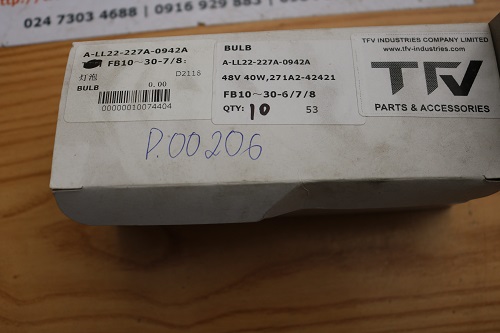 024 7303 4688 | 0916 929 883
A-LL22-227A-0942A
FB10～30-7/8:
灯泡
D2116
BULB
0.00
00000010074404
BULB
A-LL22-227A-0942A
48V 40W,271A2-42421
FB10～30-6/7/8
QTY: 10
53
TFV INDUSTRIES COMPANY LIMITED
www.tfv-industries.com
TFV
PARTS & ACCESSORIES
P.00206